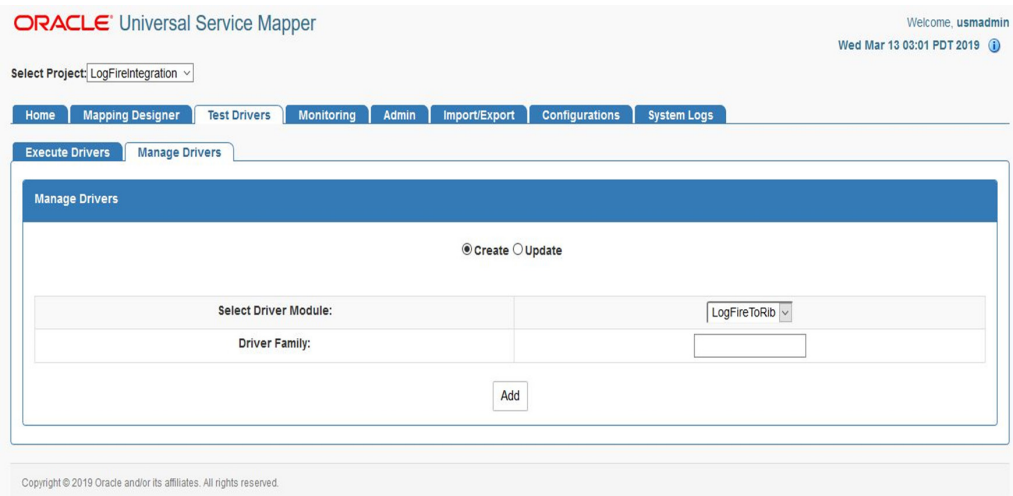 ORACLE® Universal Service Mapper
Welcome, usmadmin
Wed Mar 13 03:01 PDT 2019
Select Project: LogFireIntegration
Home Mapping Designer Test Drivers Monitoring Admin Import/Export Configurations System Logs
Execute Drivers Manage Drivers
Manage Drivers
Create Update
Select Driver Module: LogFireToRib
Driver Family:
Add
Copyright © 2019 Oracle and/or its affiliates. All rights reserved.